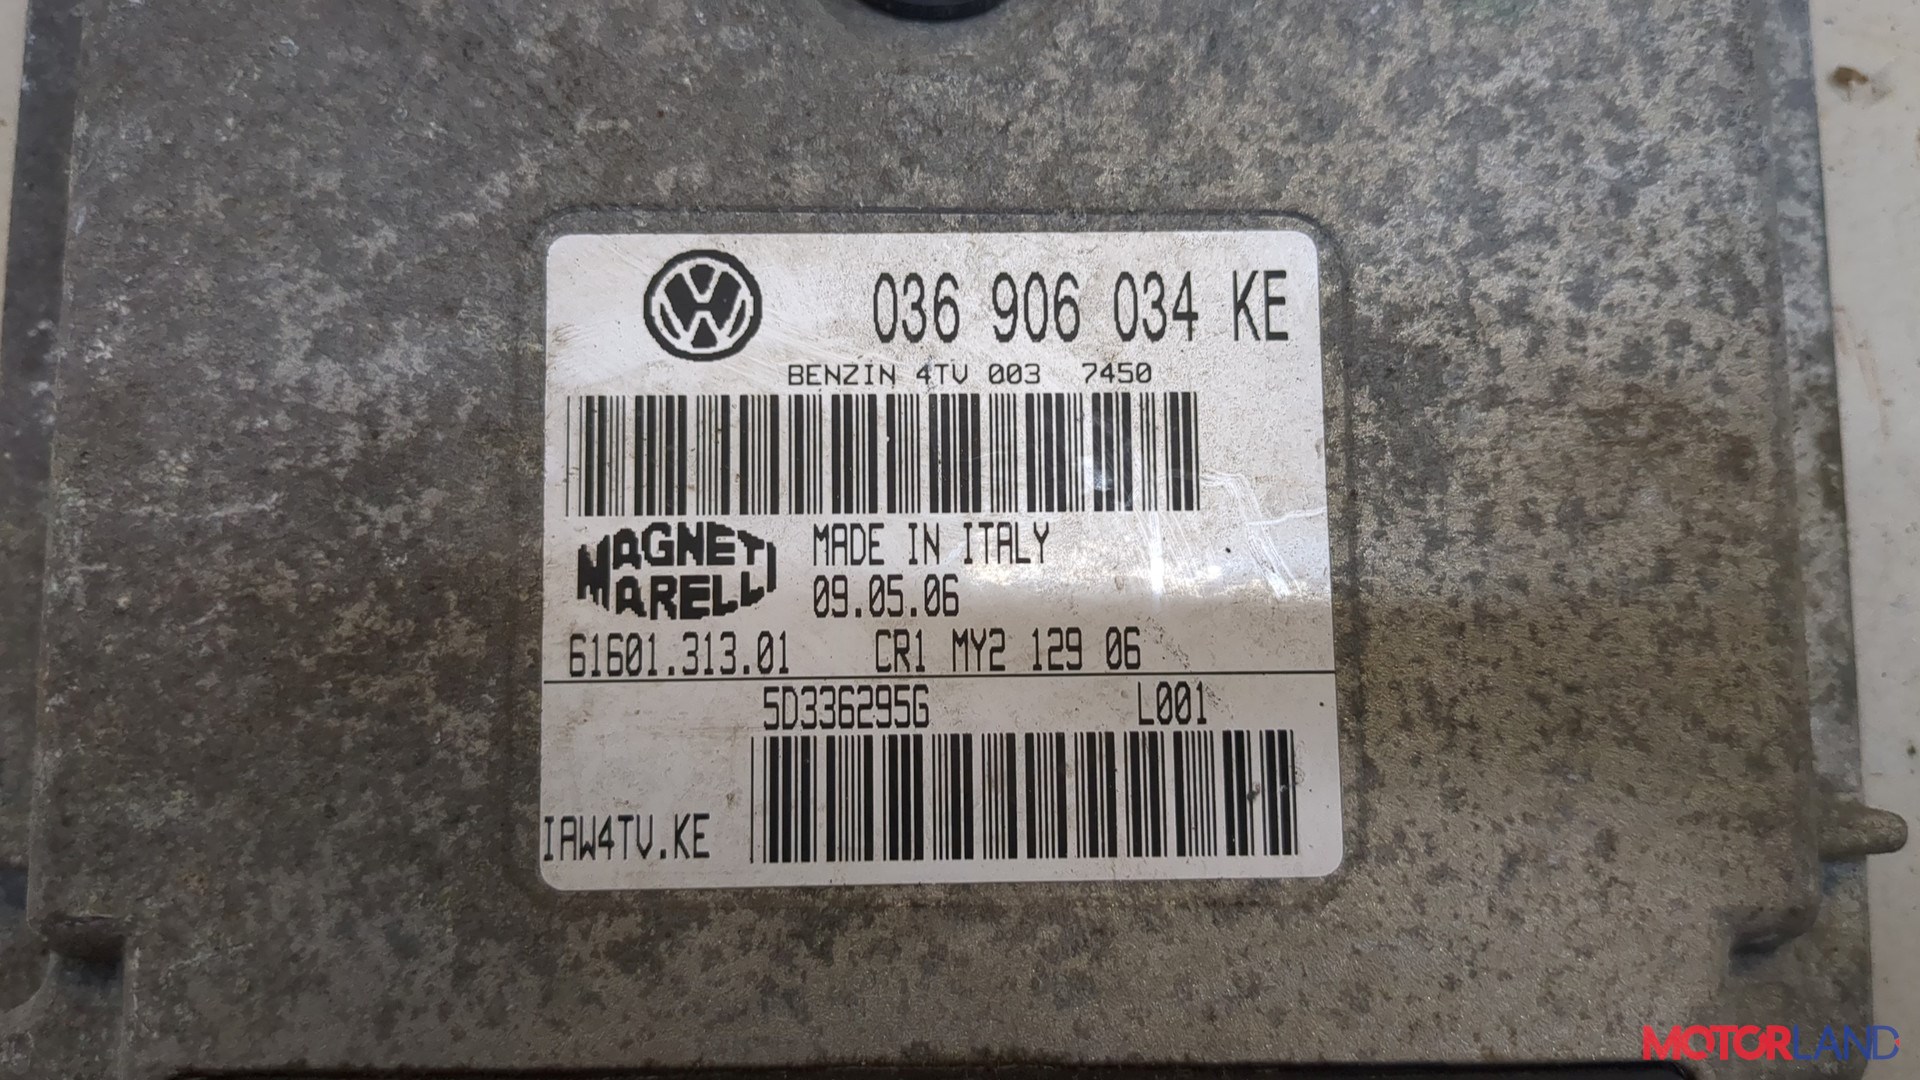 036 906 034 KE
BENZIN 4TV 003 7450
MAGNETI MARELLI
MADE IN ITALY
09.05.06
61601.313.01 CR1 MY2 129 06
5D336295G L001
IAW4TV.KE
MOTORLAND